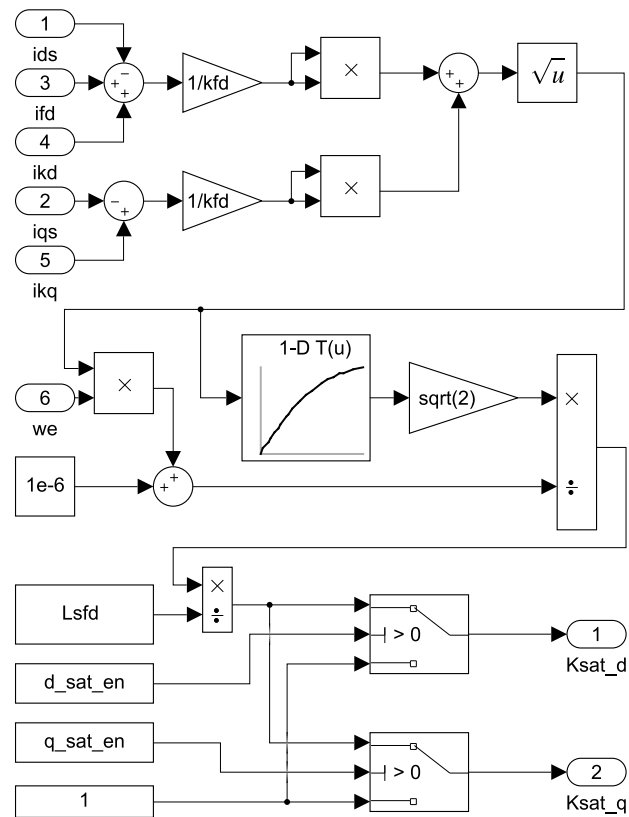 1
ids
3
ifd
4
ikd
2
iqs
5
ikq
− + +
1/kfd
×
+ +
√u
− +
1/kfd
×
6
we
×
1-D T(u)
sqrt(2)
×
÷
1e-6
+ +
Lsfd
×
÷
> 0
1
Ksat_d
d_sat_en
q_sat_en
> 0
2
Ksat_q
1